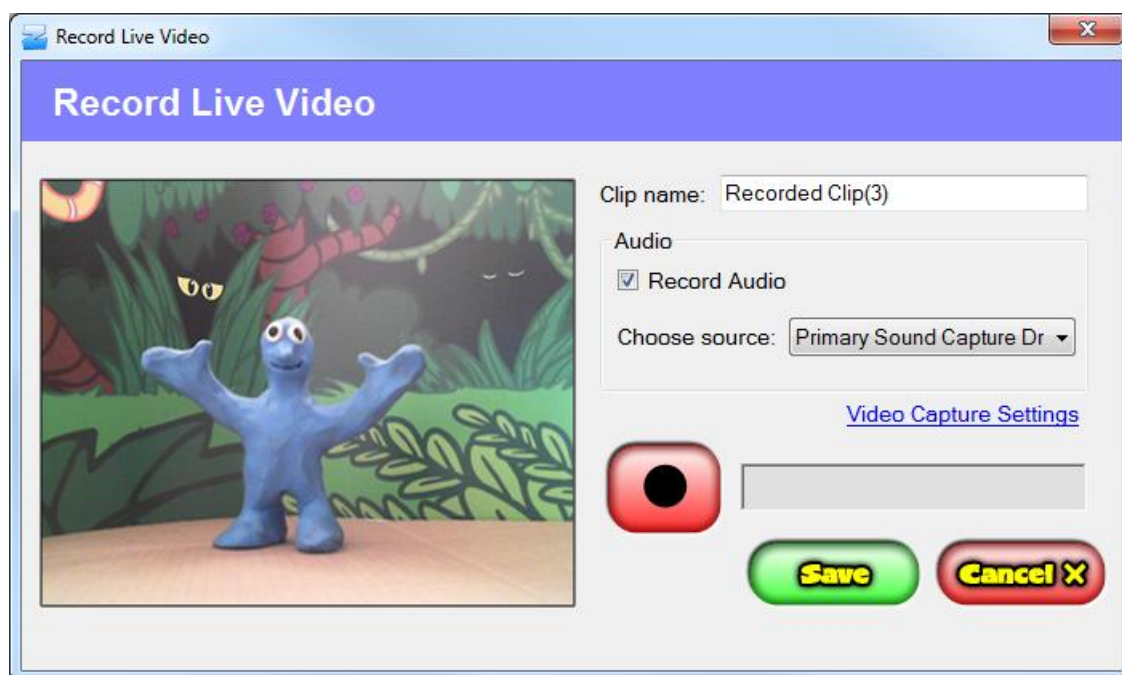 Record Live Video
Record Live Video
Clip name: Recorded Clip(3)
Audio
Record Audio
Choose source: Primary Sound Capture Dr
Video Capture Settings
Save
Cancel X